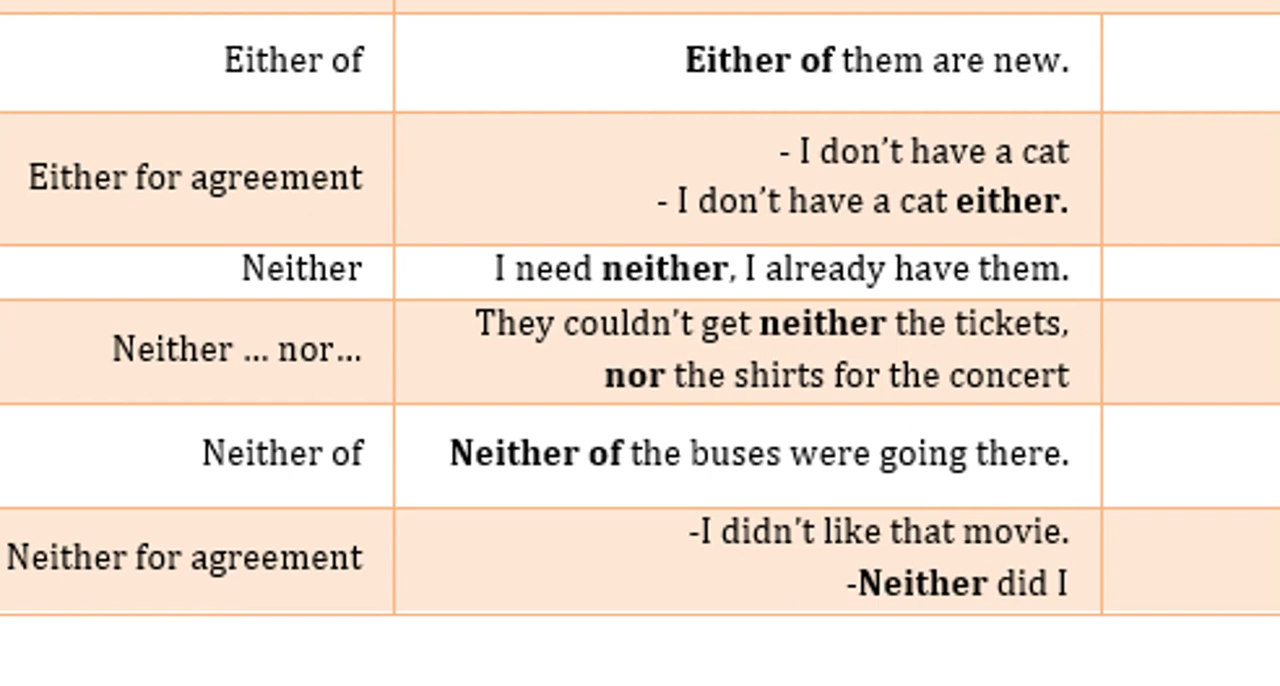 Either of
Either of them are new.
Either for agreement
- I don’t have a cat
- I don’t have a cat either.
Neither
I need neither, I already have them.
Neither … nor…
They couldn’t get neither the tickets,
nor the shirts for the concert
Neither of
Neither of the buses were going there.
Neither for agreement
-I didn’t like that movie.
-Neither did I